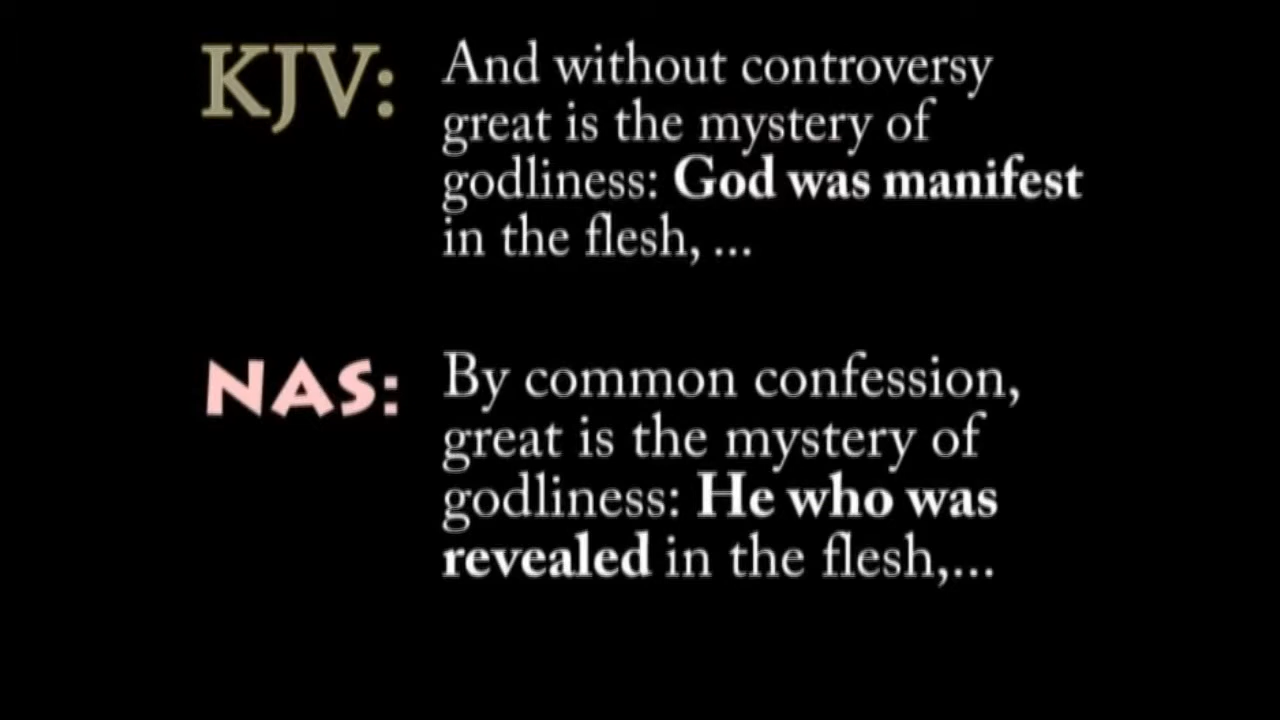 KJV: And without controversy
great is the mystery of
godliness: God was manifest
in the flesh, ...
NAS: By common confession,
great is the mystery of
godliness: He who was
revealed in the flesh,...